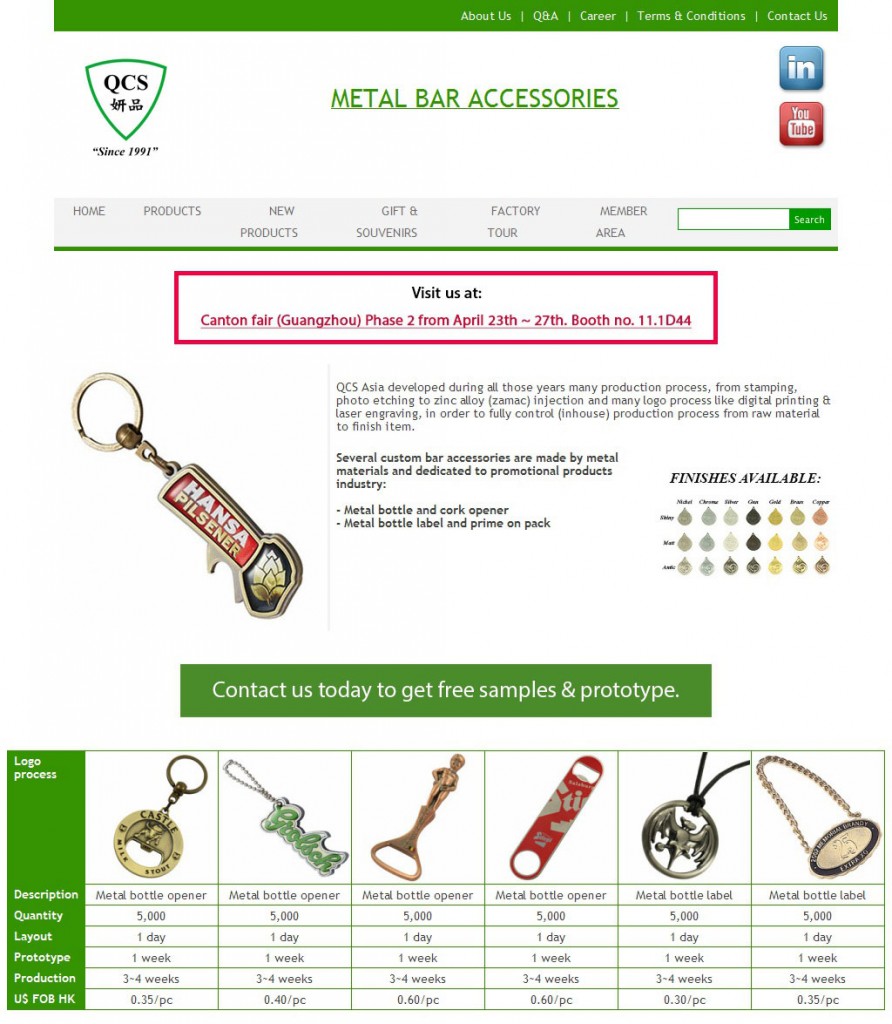 About Us | Q&A | Career | Terms & Conditions | Contact Us
QCS
妍品
"Since 1991"
METAL BAR ACCESSORIES
in
You
Tube
HOME PRODUCTS NEW PRODUCTS GIFT & SOUVENIRS FACTORY TOUR MEMBER AREA Search
Visit us at:
Canton fair (Guangzhou) Phase 2 from April 23th ~ 27th. Booth no. 11.1D44
HANSA
PILSENER
QCS Asia developed during all those years many production process, from stamping,
photo etching to zinc alloy (zamac) injection and many logo process like digital printing &
laser engraving, in order to fully control (inhouse) production process from raw material
to finish item.
Several custom bar accessories are made by metal
materials and dedicated to promotional products
industry:
- Metal bottle and cork opener
- Metal bottle label and prime on pack
FINISHES AVAILABLE:
Nickel Chrome Silver Gun Gold Brass Copper
Shiny
Matt
Antic
Contact us today to get free samples & prototype.
Logo
process
CASTLE
MILK STOUT
Grolsch
Description Metal bottle opener Metal bottle opener Metal bottle opener Metal bottle opener Metal bottle label Metal bottle label
Quantity 5,000 5,000 5,000 5,000 5,000 5,000
Layout 1 day 1 day 1 day 1 day 1 day 1 day
Prototype 1 week 1 week 1 week 1 week 1 week 1 week
Production 3~4 weeks 3~4 weeks 3~4 weeks 3~4 weeks 3~4 weeks 3~4 weeks
U$ FOB HK 0.35/pc 0.40/pc 0.60/pc 0.60/pc 0.30/pc 0.35/pc